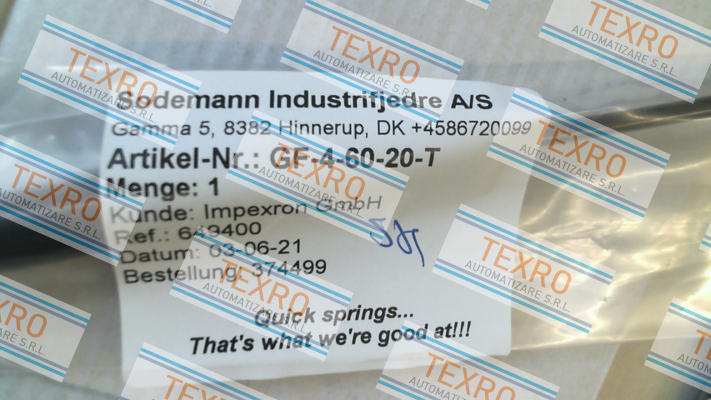 Sodemann Industrifjedre A/S
Gamma 5, 8382 Hinnerup, DK +4586720099
Artikel-Nr.: GF-4-60-20-T
Menge: 1
Kunde: Impexron GmbH
Ref.: 649400
Datum: 03-06-21
Bestellung: 374499
Quick springs...
That's what we're good at!!!
TEXRO
AUTOMATIZARE S.R.L.